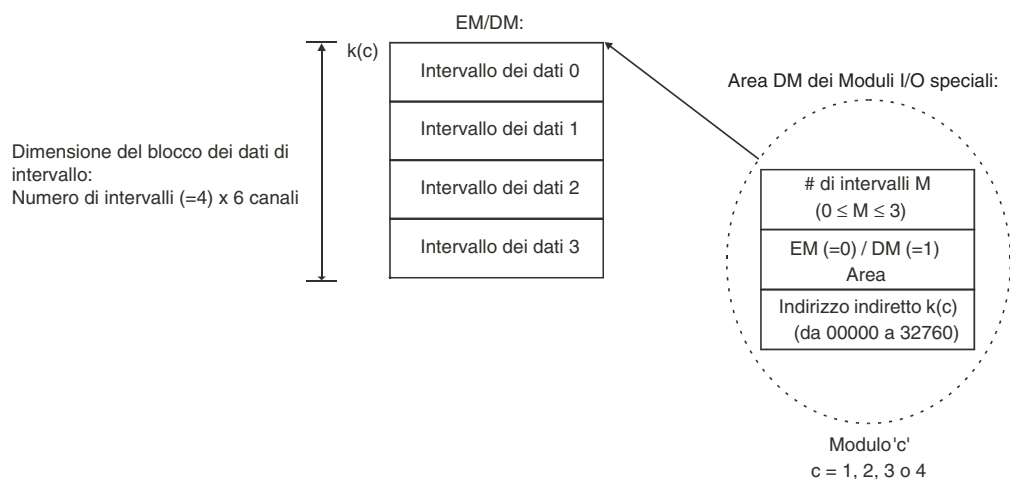 EM/DM:
k(c)
Intervallo dei dati 0
Intervallo dei dati 1
Intervallo dei dati 2
Intervallo dei dati 3
Dimensione del blocco dei dati di
intervallo:
Numero di intervalli (=4) x 6 canali
Area DM dei Moduli I/O speciali:
# di intervalli M
(0 ≤ M ≤ 3)
EM (=0) / DM (=1)
Area
Indirizzo indiretto k(c)
(da 00000 a 32760)
Modulo 'c'
c = 1, 2, 3 o 4